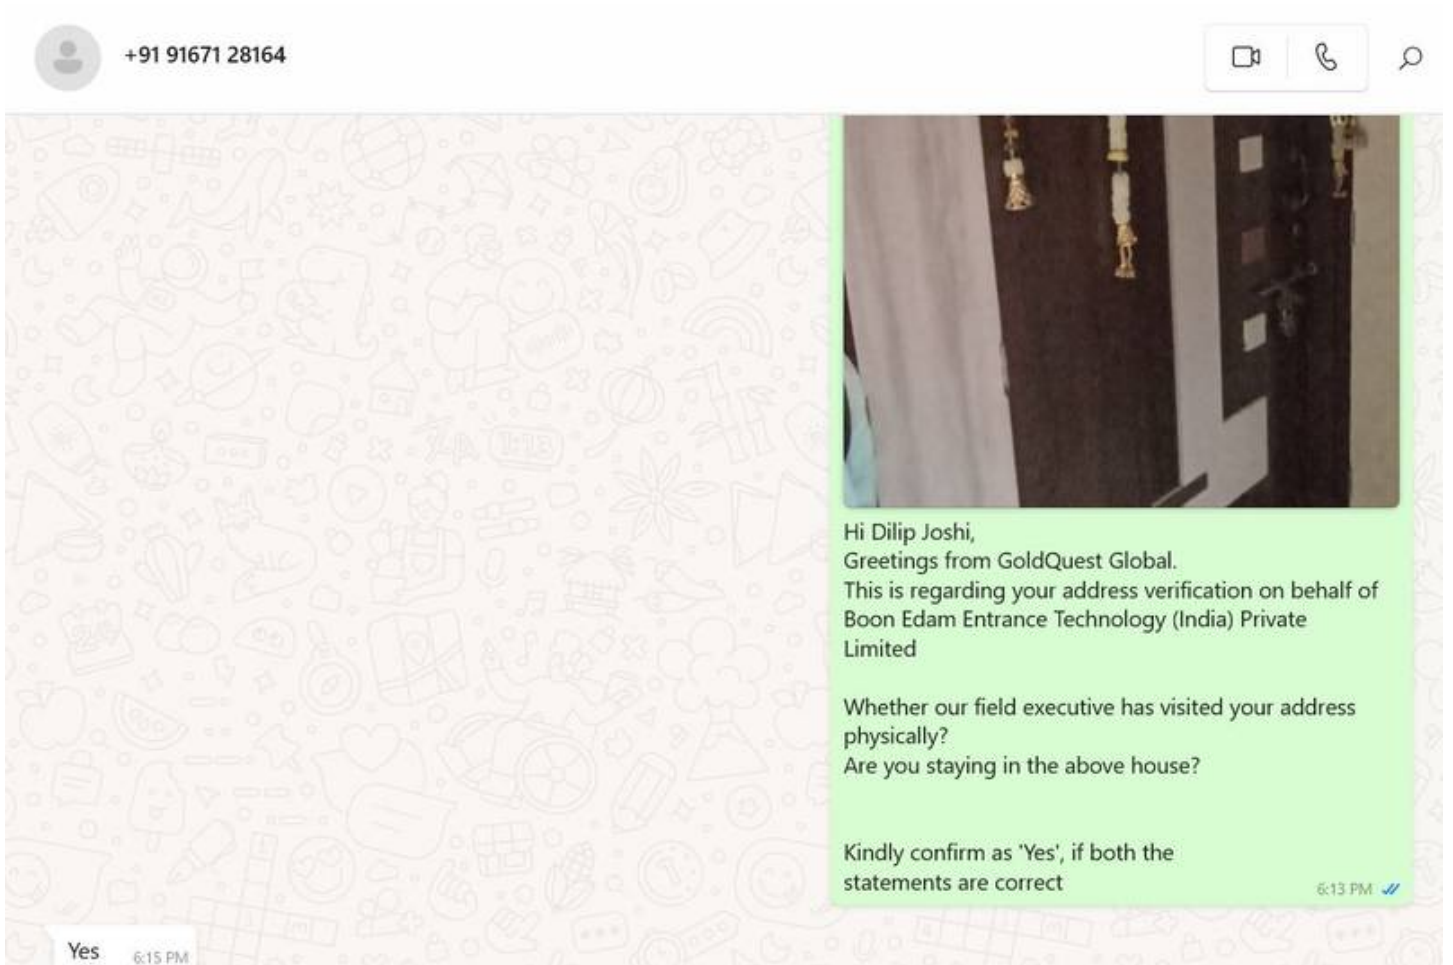 +91 91671 28164
Hi Dilip Joshi,
Greetings from GoldQuest Global.
This is regarding your address verification on behalf of
Boon Edam Entrance Technology (India) Private
Limited
Whether our field executive has visited your address
physically?
Are you staying in the above house?
Kindly confirm as 'Yes', if both the
statements are correct
6:13 PM
Yes
6:15 PM